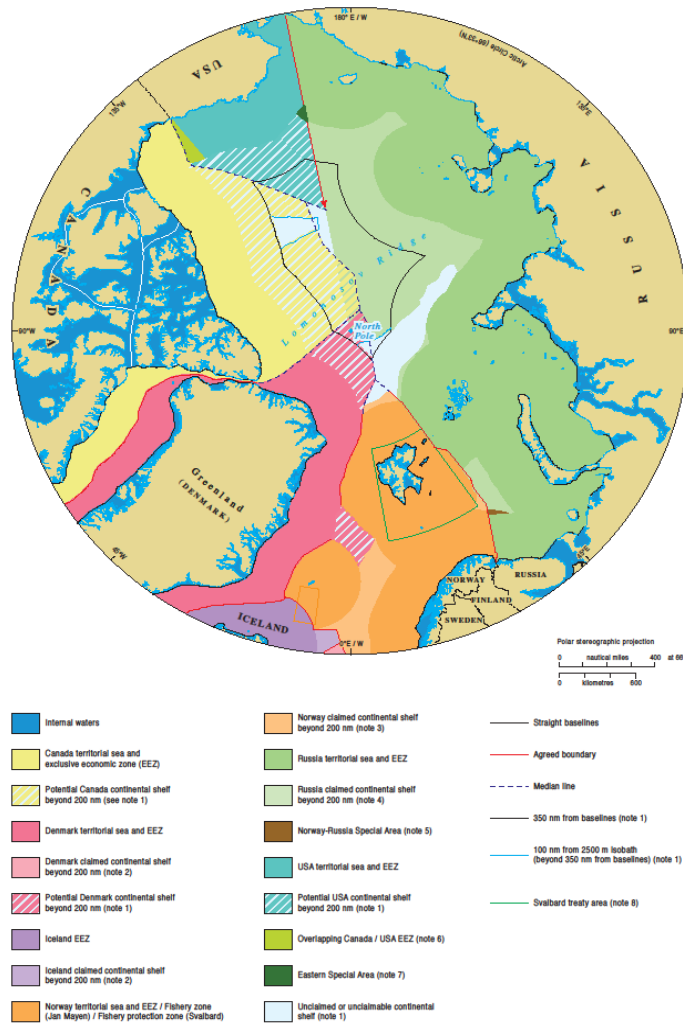 180° E / W
Arctic Circle (66°33'N)
USA
135°W
135°E
CANADA
RUSSIA
Lomonosov Ridge
90°W
North
Pole
90°E
Greenland
(DENMARK)
45°W
45°E
NORWAY
RUSSIA
FINLAND
SWEDEN
ICELAND
0°E / W
Polar stereographic projection
0 nautical miles 400 at 66
0 kilometres 600
Internal waters
Canada territorial sea and
exclusive economic zone (EEZ)
Potential Canada continental shelf
beyond 200 nm (see note 1)
Denmark territorial sea and EEZ
Denmark claimed continental shelf
beyond 200 nm (note 2)
Potential Denmark continental shelf
beyond 200 nm (note 1)
Iceland EEZ
Iceland claimed continental shelf
beyond 200 nm (note 2)
Norway territorial sea and EEZ / Fishery zone
(Jan Mayen) / Fishery protection zone (Svalbard)
Norway claimed continental shelf
beyond 200 nm (note 3)
Russia territorial sea and EEZ
Russia claimed continental shelf
beyond 200 nm (note 4)
Norway-Russia Special Area (note 5)
USA territorial sea and EEZ
Potential USA continental shelf
beyond 200 nm (note 1)
Overlapping Canada / USA EEZ (note 6)
Eastern Special Area (note 7)
Unclaimed or unclaimable continental
shelf (note 1)
Straight baselines
Agreed boundary
Median line
350 nm from baselines (note 1)
100 nm from 2500 m isobath
(beyond 350 nm from baselines) (note 1)
Svalbard treaty area (note 8)